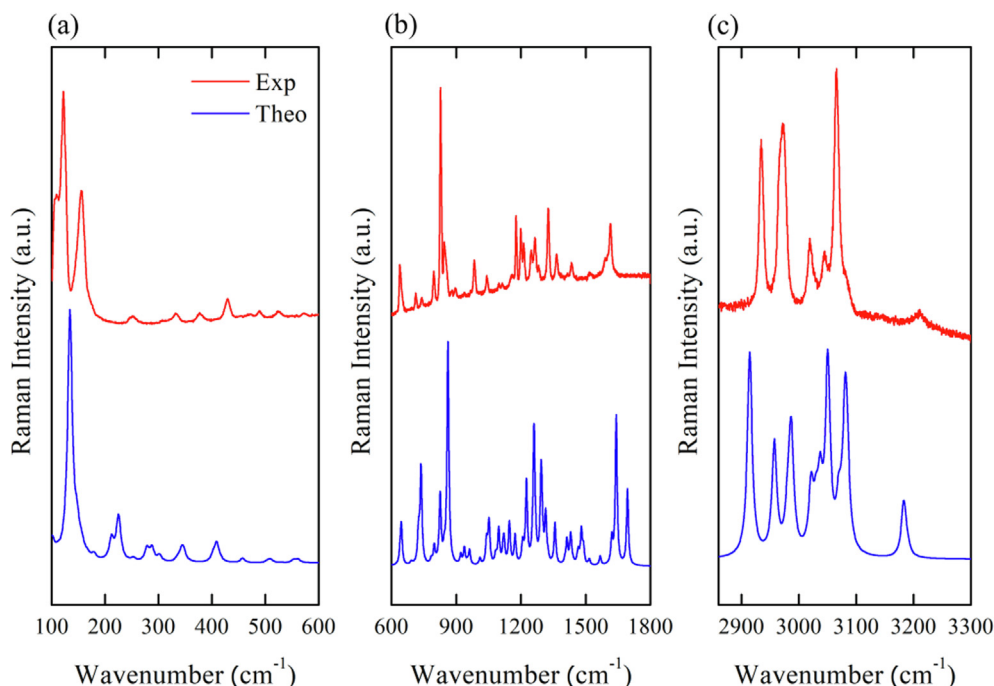 (a)
(b)
(c)
Exp
Theo
Raman Intensity (a.u.)
Raman Intensity (a.u.)
Raman Intensity (a.u.)
100 200 300 400 500 600
600 900 1200 1500 1800
2900 3000 3100 3200 3300
Wavenumber (cm⁻¹)
Wavenumber (cm⁻¹)
Wavenumber (cm⁻¹)